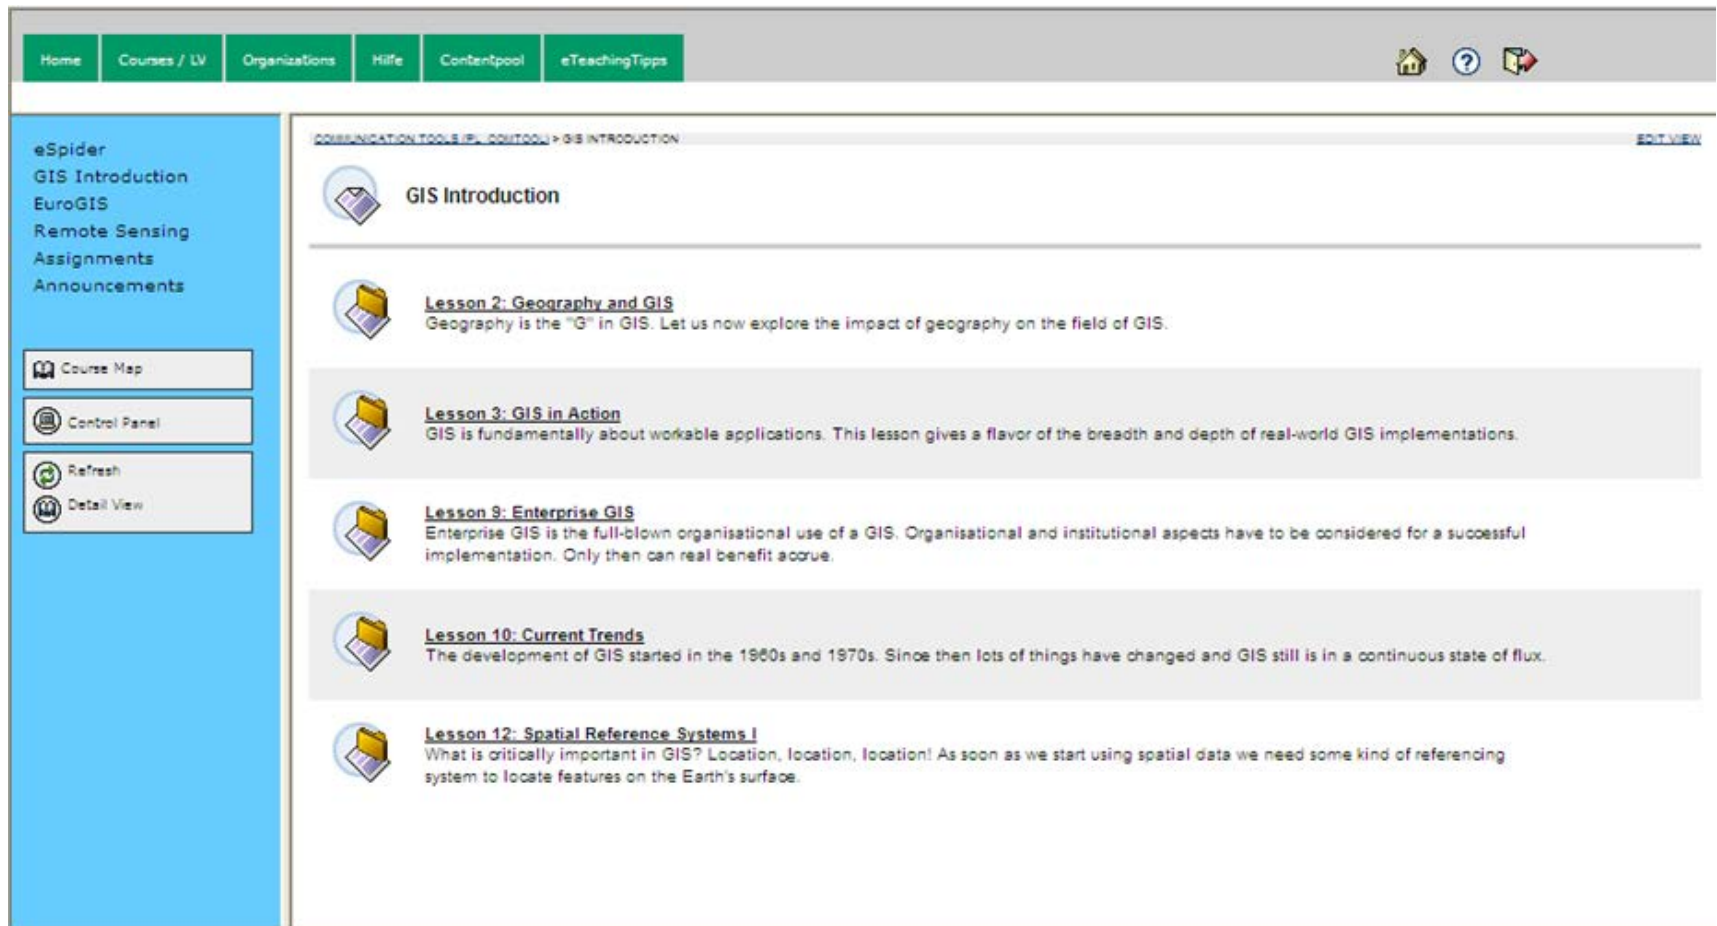 Home
Courses / LV
Organizations
Hilfe
Contentpool
eTeachingTipps
eSpider
GIS Introduction
EuroGIS
Remote Sensing
Assignments
Announcements
Course Map
Control Panel
Refresh
Detail View
COMMUNICATION TOOLS (PL_COMTOOL) > GIS INTRODUCTION
EDIT VIEW
GIS Introduction
Lesson 2: Geography and GIS
Geography is the "G" in GIS. Let us now explore the impact of geography on the field of GIS.
Lesson 3: GIS in Action
GIS is fundamentally about workable applications. This lesson gives a flavor of the breadth and depth of real-world GIS implementations.
Lesson 9: Enterprise GIS
Enterprise GIS is the full-blown organisational use of a GIS. Organisational and institutional aspects have to be considered for a successful
implementation. Only then can real benefit accrue.
Lesson 10: Current Trends
The development of GIS started in the 1960s and 1970s. Since then lots of things have changed and GIS still is in a continuous state of flux.
Lesson 12: Spatial Reference Systems I
What is critically important in GIS? Location, location, location! As soon as we start using spatial data we need some kind of referencing
system to locate features on the Earth's surface.